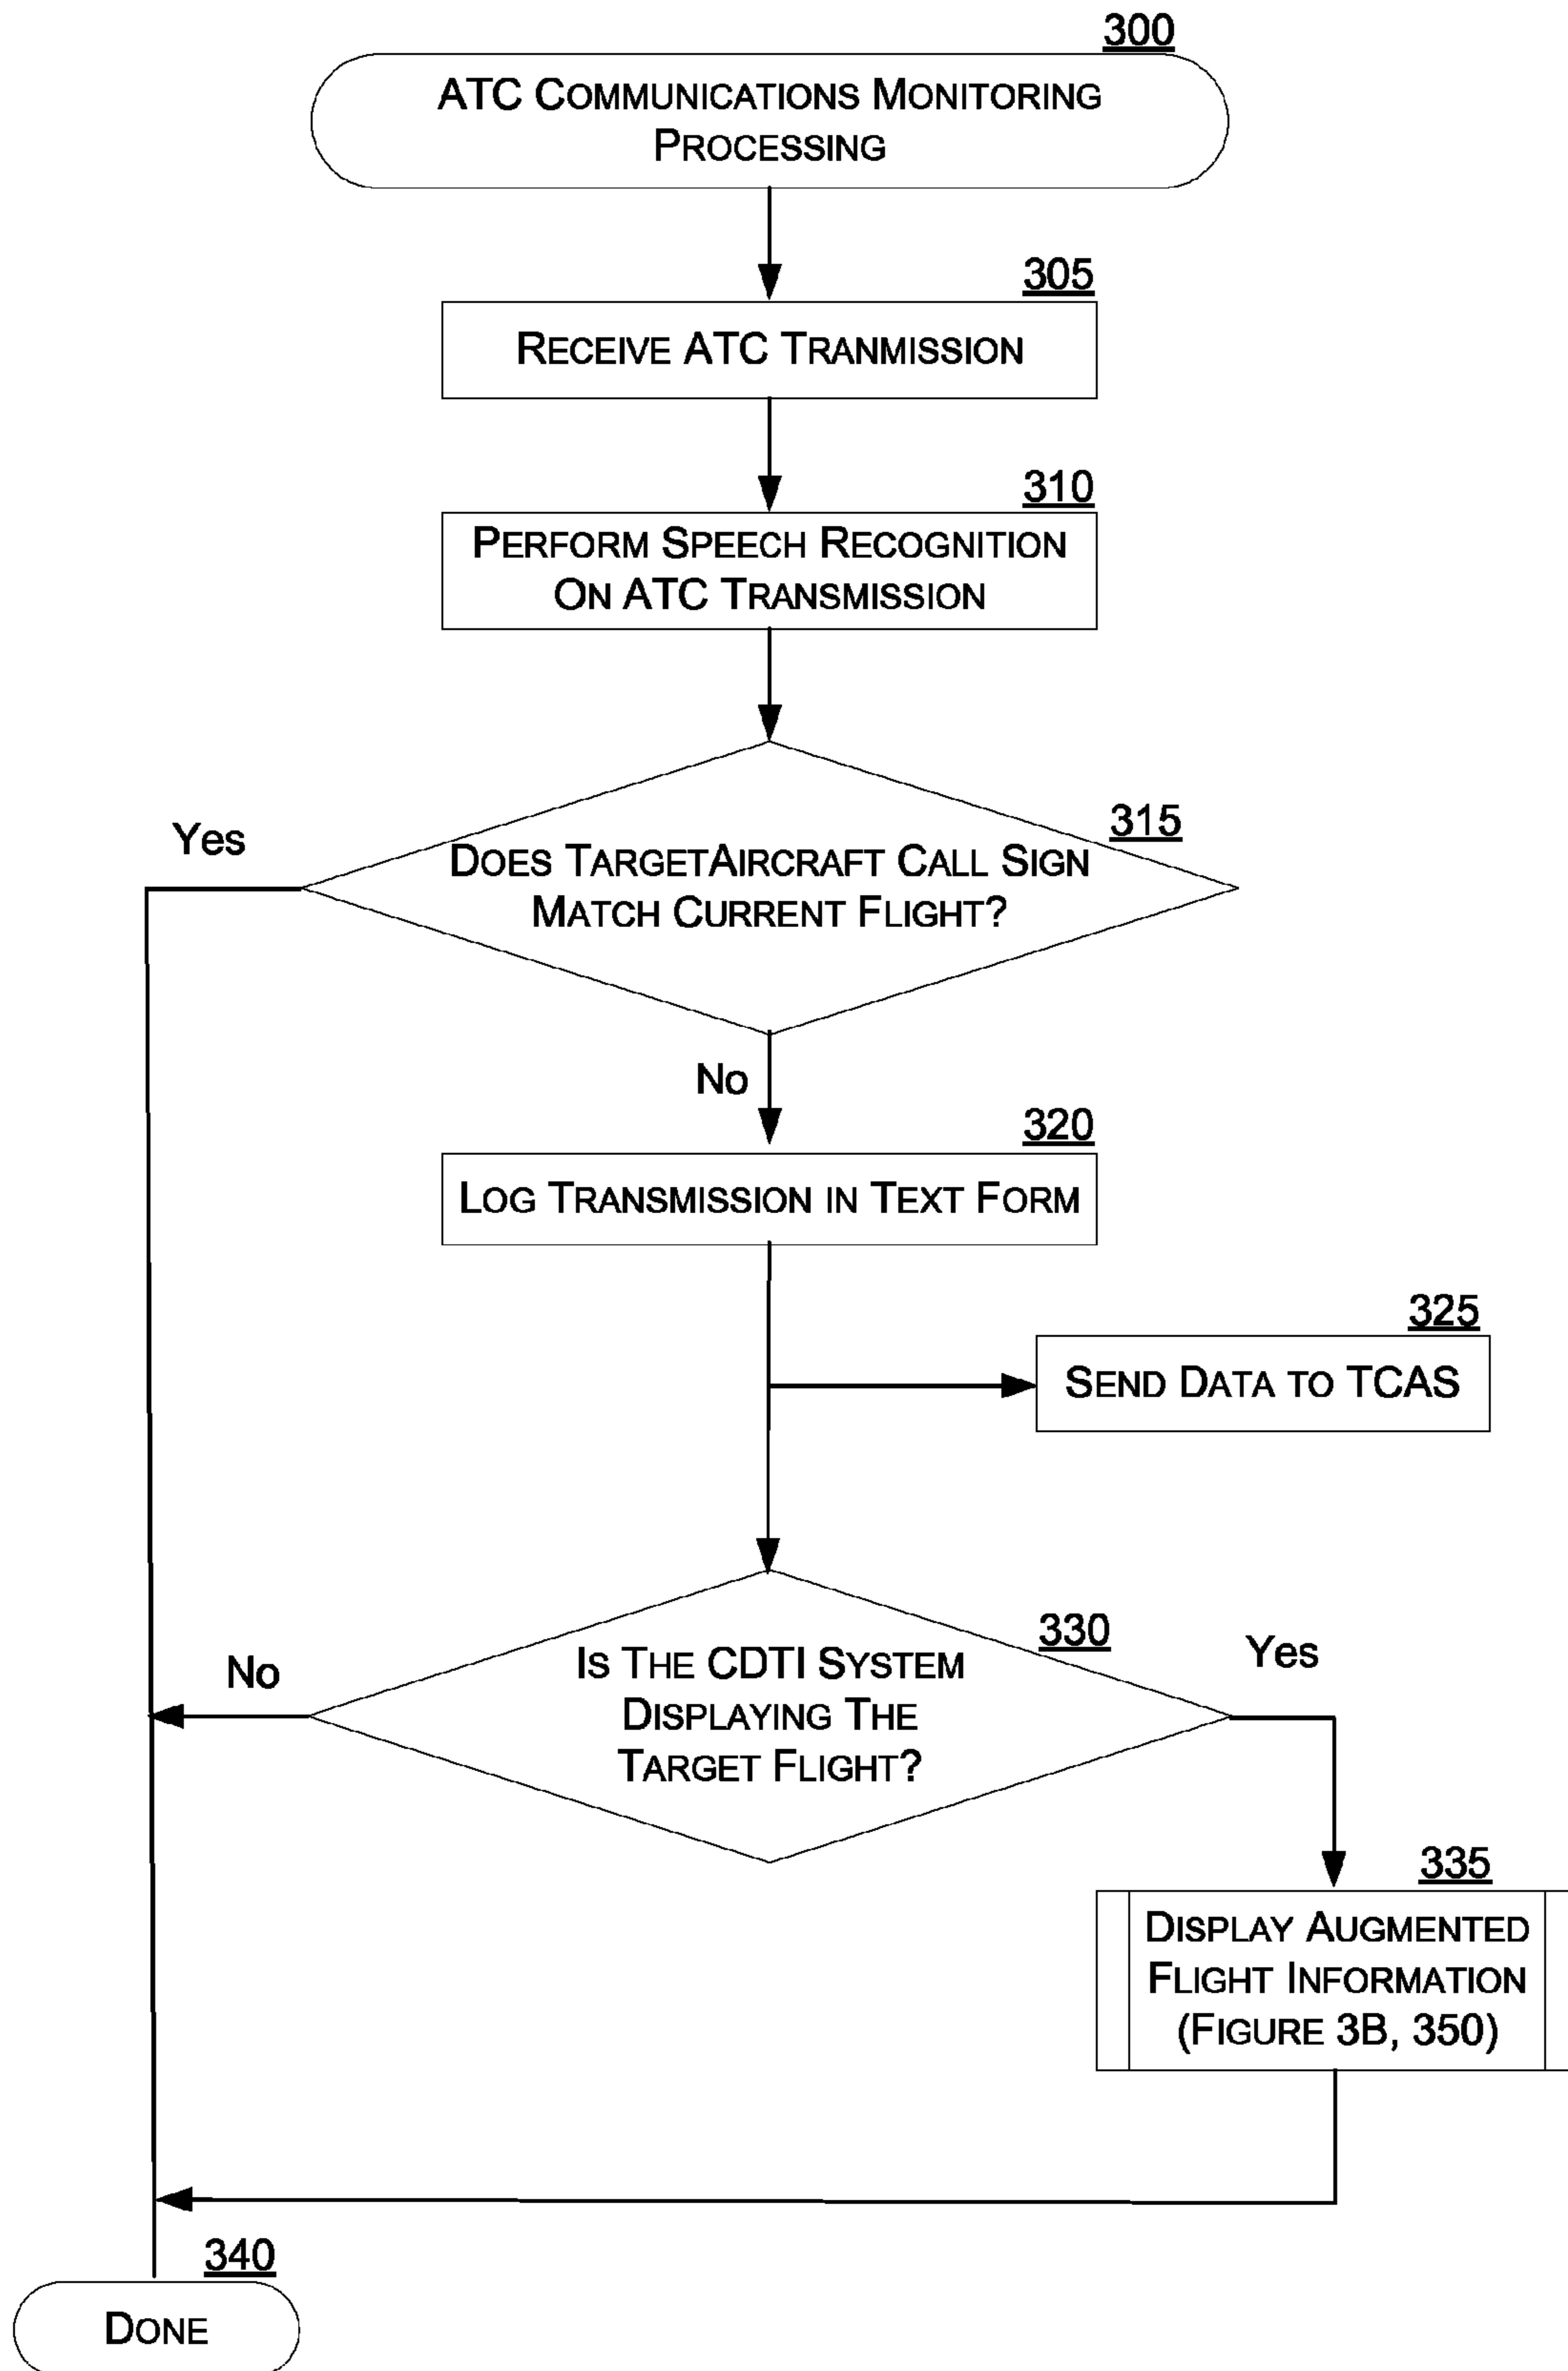 300
ATC COMMUNICATIONS MONITORING
PROCESSING
305
RECEIVE ATC TRANMISSION
310
PERFORM SPEECH RECOGNITION
ON ATC TRANSMISSION
315
Yes
DOES TARGETAIRCRAFT CALL SIGN
MATCH CURRENT FLIGHT?
No
320
LOG TRANSMISSION IN TEXT FORM
325
SEND DATA TO TCAS
330
No
Yes
IS THE CDTI SYSTEM
DISPLAYING THE
TARGET FLIGHT?
335
DISPLAY AUGMENTED
FLIGHT INFORMATION
(FIGURE 3B, 350)
340
DONE